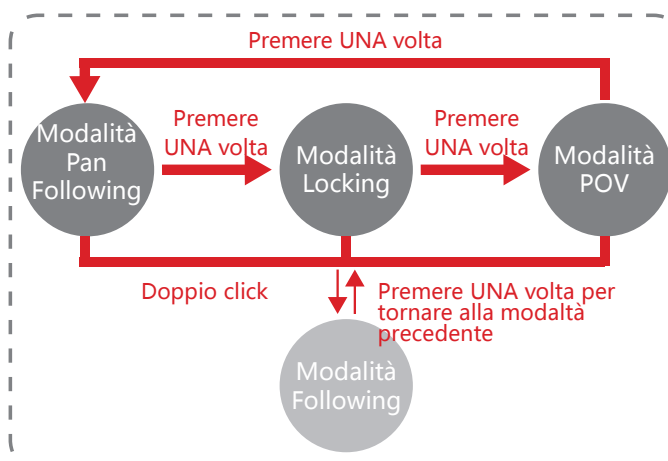 Premere UNA volta
Modalità
Pan
Following
Premere
UNA volta
Modalità
Locking
Premere
UNA volta
Modalità
POV
Doppio click
Premere UNA volta per
tornare alla modaltà
precedente
Modalità
Following